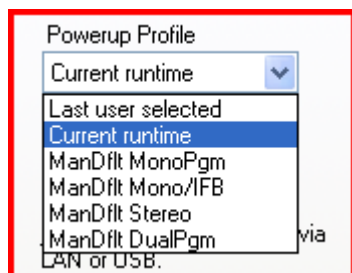 Powerup Profile
Current runtime
Last user selected
Current runtime
ManDflt MonoPgm
ManDflt Mono/IFB
ManDflt Stereo
ManDflt DualPgm
via
LAN or USB.